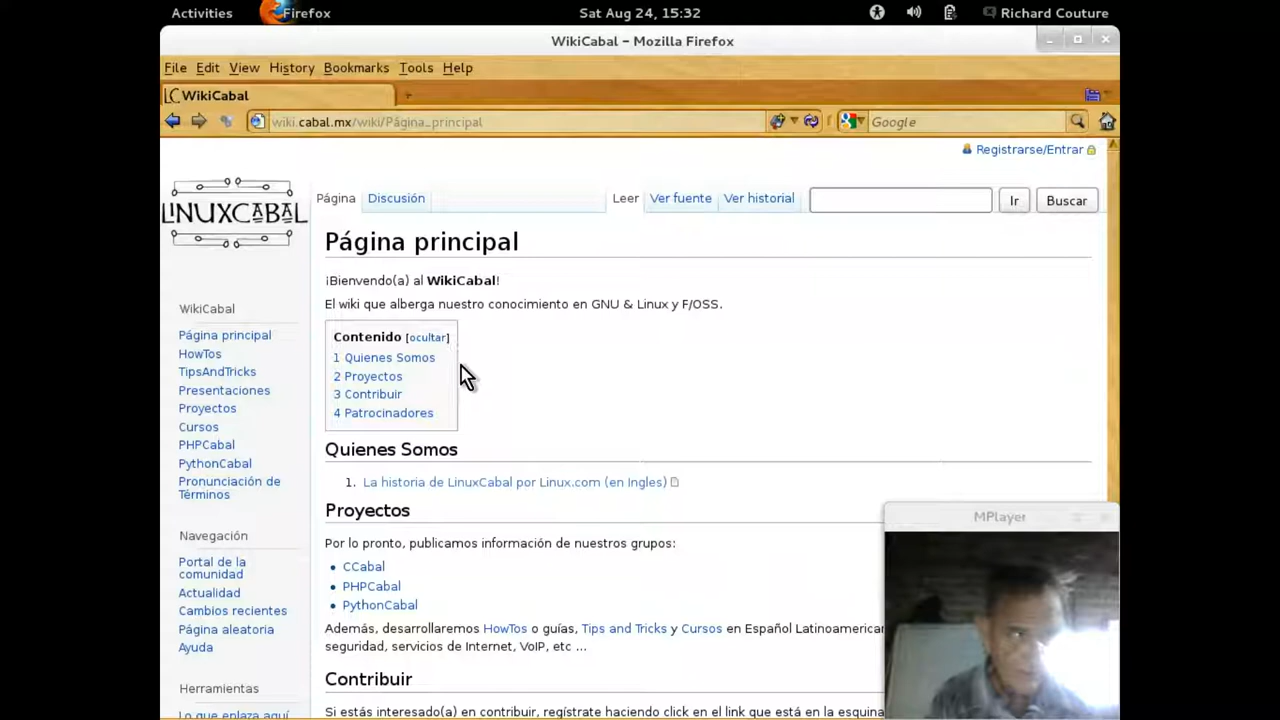 Activities Firefox Sat Aug 24, 15:32 Richard Couture
WikiCabal - Mozilla Firefox
File Edit View History Bookmarks Tools Help
LC WikiCabal
wiki.cabal.mx/wiki/Página_principal Google
Registrarse/Entrar
LINUXCABAL
Página Discusión Leer Ver fuente Ver historial Ir Buscar
Página principal
¡Bienvendo(a) al WikiCabal!
El wiki que alberga nuestro conocimiento en GNU & Linux y F/OSS.
Contenido [ocultar]
1 Quienes Somos
2 Proyectos
3 Contribuir
4 Patrocinadores
Quienes Somos
1. La historia de LinuxCabal por Linux.com (en Ingles)
Proyectos
Por lo pronto, publicamos información de nuestros grupos:
• CCabal
• PHPCabal
• PythonCabal
Además, desarrollaremos HowTos o guías, Tips and Tricks y Cursos en Español Latinoamerican
seguridad, servicios de Internet, VoIP, etc ...
Contribuir
Si estás interesado(a) en contribuir, regístrate haciendo click en el link que está en la esquina
WikiCabal
Página principal
HowTos
TipsAndTricks
Presentaciones
Proyectos
Cursos
PHPCabal
PythonCabal
Pronunciación de
Términos
Navegación
Portal de la
comunidad
Actualidad
Cambios recientes
Página aleatoria
Ayuda
Herramientas
Lo que enlaza aquí
MPlayer